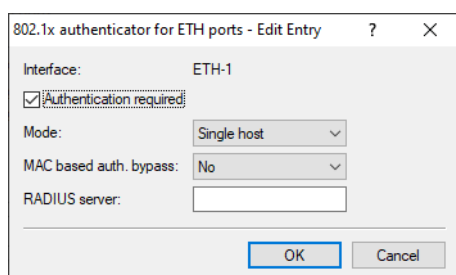 802.1x authenticator for ETH ports - Edit Entry ? ✕
Interface: ETH-1
Authentication required
Mode: Single host
MAC based auth. bypass: No
RADIUS server:
OK Cancel